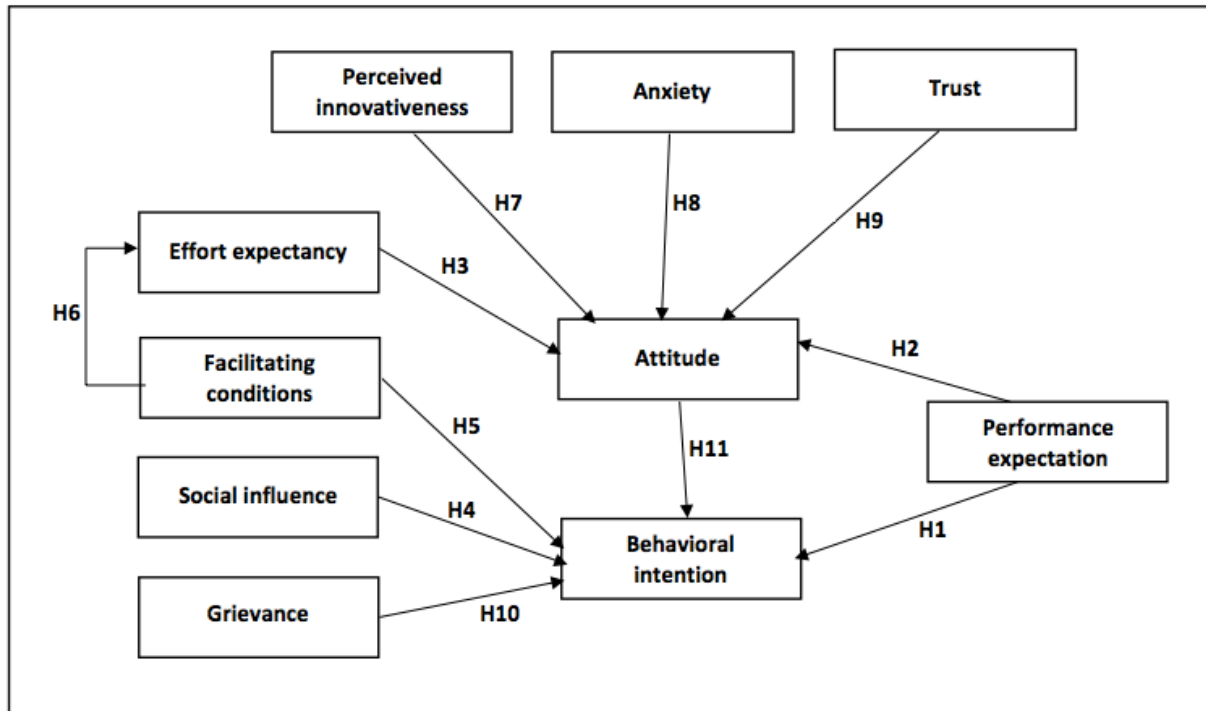 Perceived
innovativeness
Anxiety
Trust
H7
H8
H9
Effort expectancy
H3
H6
Facilitating
conditions
Attitude
H2
H5
H11
Performance
expectation
Social influence
H4
H1
Behavioral
intention
Grievance
H10